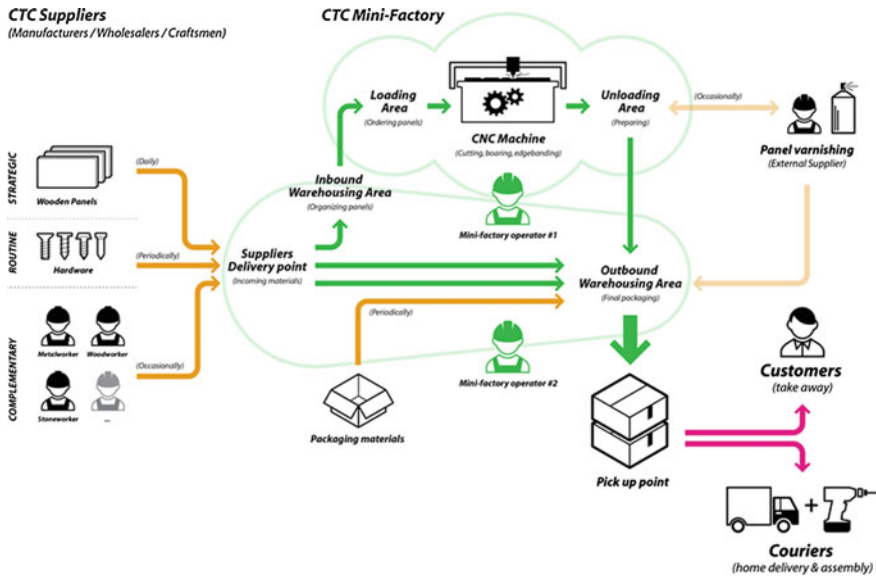 CTC Suppliers
(Manufacturers / Wholesalers / Craftsmen)
CTC Mini-Factory
STRATEGIC
Wooden Panels
(Daily)
ROUTINE
Hardware
(Periodically)
COMPLEMENTARY
Metalworker
Woodworker
Stoneworker
...
(Occasionally)
Suppliers
Delivery point
(Incoming materials)
Inbound
Warehousing Area
(Organizing panels)
Loading
Area
(Ordering panels)
CNC Machine
(Cutting, boaring, edgebanding)
Unloading
Area
(Preparing)
(Occasionally)
Panel varnishing
(External Supplier)
Mini-factory operator #1
Outbound
Warehousing Area
(Final packaging)
(Periodically)
Packaging materials
Mini-factory operator #2
Pick up point
Customers
(take away)
+
Couriers
(home delivery & assembly)